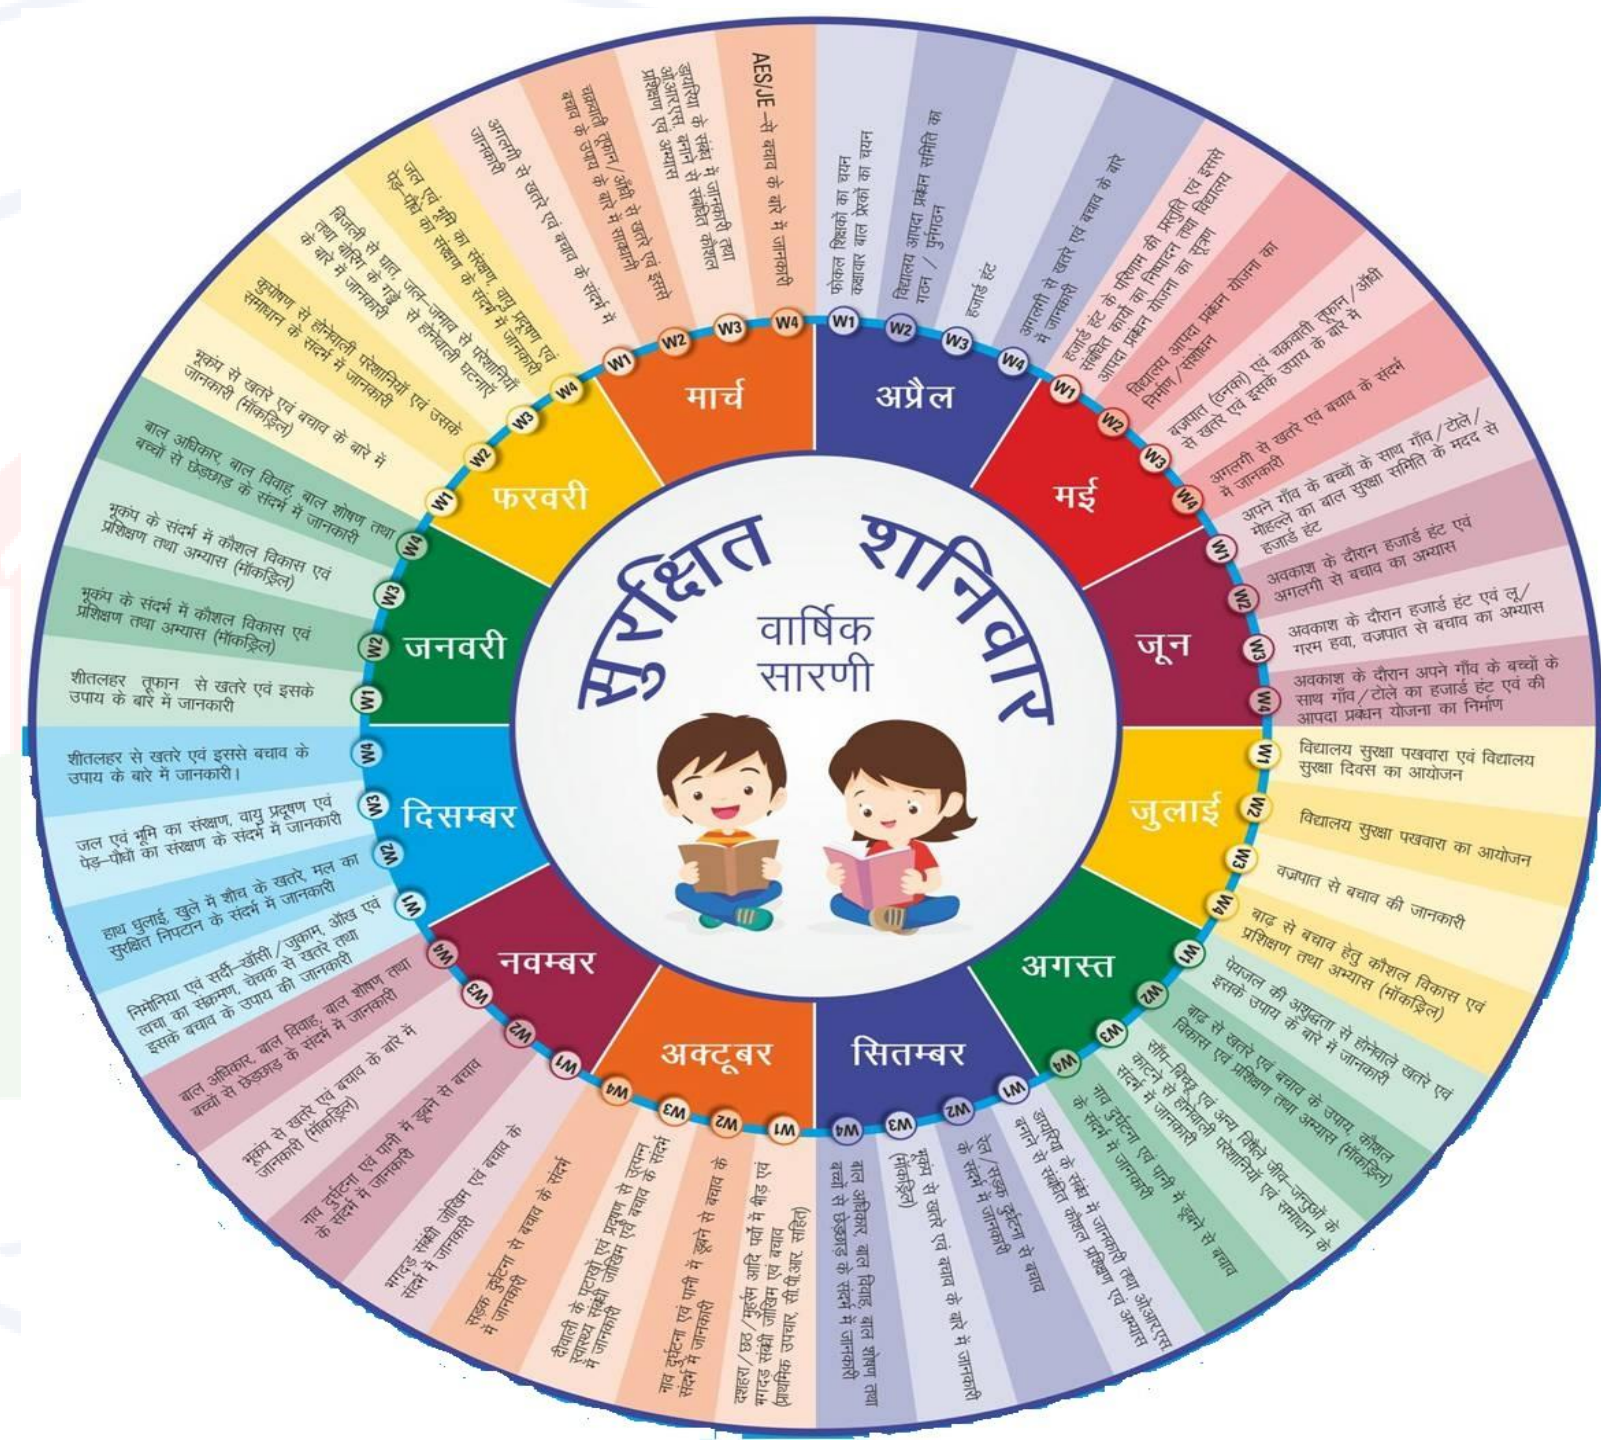 सुरक्षित शनिवार
वार्षिक
सारणी
अप्रैल
W1
फोकल शिक्षकों का चयन
कक्षावार बाल प्रेरकों का चयन
W2
विद्यालय आपदा प्रबंधन समिति का
गठन / पुर्नगठन
W3
हजार्ड हंट
W4
अगलगी से खतरे एवं बचाव के बारे
में जानकारी
मई
W1
हजार्ड हंट के परिणाम की प्रस्तुति एवं इससे
संबंधित कार्यों का निष्पादन तथा विद्यालय
आपदा प्रबंधन योजना का सूत्रण
W2
विद्यालय आपदा प्रबंधन योजना का
निर्माण/संशोधन
W3
बज्रपात (ठनका) एवं चक्रवाती तूफान/आँधी
से खतरे एवं इसके उपाय के बारे में
W4
अगलगी से खतरे एवं बचाव के संदर्भ
में जानकारी
जून
W1
अपने गाँव के बच्चों के साथ गाँव/टोले/
मोहल्ले का बाल सुरक्षा समिति के मदद से
हजार्ड हंट
W2
अवकाश के दौरान हजार्ड हंट एवं
अगलगी से बचाव का अभ्यास
W3
अवकाश के दौरान हजार्ड हंट एवं लू/
गरम हवा, वज्रपात से बचाव का अभ्यास
W4
अवकाश के दौरान अपने गाँव के बच्चों के
साथ गाँव/टोले का हजार्ड हंट एवं की
आपदा प्रबंधन योजना का निर्माण
जुलाई
W1
विद्यालय सुरक्षा पखवारा एवं विद्यालय
सुरक्षा दिवस का आयोजन
W2
विद्यालय सुरक्षा पखवारा का आयोजन
W3
वज्रपात से बचाव की जानकारी
W4
बाढ़ से बचाव हेतु कौशल विकास एवं
प्रशिक्षण तथा अभ्यास (मॉकड्रिल)
अगस्त
W1
पेयजल की अशुद्धता से होनेवाले खतरे एवं
इसके उपाय के बारे में जानकारी
W2
बाढ़ से खतरे एवं बचाव के उपाय, कौशल
विकास एवं प्रशिक्षण तथा अभ्यास (मॉकड्रिल)
W3
साँप–बिच्छू एवं अन्य विषैले जीव–जन्तुओं के
काटने से होनेवाली परेशानियों एवं समाधान के
संदर्भ में जानकारी
W4
नाव दुर्घटना एवं पानी में डूबने से बचाव
के संदर्भ में जानकारी
सितम्बर
W1
डायरिया के संबंध में जानकारी तथा ओ.आर.एस.
बनाने से संबंधित कौशल प्रशिक्षण एवं अभ्यास
W2
रेल/सड़क दुर्घटना से बचाव
के संदर्भ में जानकारी
W3
भूकंप से खतरे एवं बचाव के बारे में जानकारी
(मॉकड्रिल)
W4
बाल अधिकार, बाल विवाह, बाल शोषण तथा
बच्चों से छेड़छाड़ के संदर्भ में जानकारी
अक्टूबर
W1
दशहरा/छठ/मुहर्रम आदि पर्वों में भीड़ एवं
भगदड़ संबंधी जोखिम एवं बचाव
(प्राथमिक उपचार, सी.पी.आर सहित)
W2
नाव दुर्घटना एवं पानी में डूबने से बचाव के
संदर्भ में जानकारी
W3
दीवाली के पटाखों एवं प्रदूषण से उत्पन्न
स्वास्थ्य संबंधी जोखिम एवं बचाव के संदर्भ
में जानकारी
W4
सड़क दुर्घटना से बचाव के संदर्भ
में जानकारी
नवम्बर
W1
भगदड़ संबंधी जोखिम एवं बचाव के
संदर्भ में जानकारी
W2
नाव दुर्घटना एवं पानी में डूबने से बचाव
के संदर्भ में जानकारी
W3
भूकंप से खतरे एवं बचाव के बारे में
जानकारी (मॉकड्रिल)
W4
बाल अधिकार, बाल विवाह, बाल शोषण तथा
बच्चों से छेड़छाड़ के संदर्भ में जानकारी
दिसम्बर
W1
निमोनिया एवं सर्दी–खाँसी/जुकाम, आँख एवं
त्वचा का संक्रमण, चेचक से खतरे तथा
इसके बचाव के उपाय की जानकारी
W2
हाथ धुलाई, खुले में शौच के खतरे, मल का
सुरक्षित निपटान के संदर्भ में जानकारी
W3
जल एवं भूमि का संरक्षण, वायु प्रदूषण एवं
पेड़–पौधों का संरक्षण के संदर्भ में जानकारी
W4
शीतलहर से खतरे एवं इससे बचाव के
उपाय के बारे में जानकारी।
जनवरी
W1
शीतलहर तूफान से खतरे एवं इसके
उपाय के बारे में जानकारी
W2
भूकंप के संदर्भ में कौशल विकास एवं
प्रशिक्षण तथा अभ्यास (मॉकड्रिल)
W3
भूकंप के संदर्भ में कौशल विकास एवं
प्रशिक्षण तथा अभ्यास (मॉकड्रिल)
W4
बाल अधिकार, बाल विवाह, बाल शोषण तथा
बच्चों से छेड़छाड़ के संदर्भ में जानकारी
फरवरी
W1
भूकंप से खतरे एवं बचाव के बारे में
जानकारी (मॉकड्रिल)
W2
कुपोषण से होनेवाली परेशानियाँ एवं उसके
समाधान के संदर्भ में जानकारी
W3
बिजली से घात, जल–जमाव से परेशानियाँ
तथा बोरिंग के गड्ढे से होनेवाली घटनाएँ
के बारे में जानकारी
W4
जल एवं भूमि का संरक्षण, वायु प्रदूषण एवं
पेड़–पौधों का संरक्षण के संदर्भ में जानकारी
मार्च
W1
अगलगी से खतरे एवं बचाव के संदर्भ में
जानकारी
W2
चक्रवाती तूफान/आँधी से खतरे एवं इससे
बचाव के उपाय के बारे में सावधानी
W3
डायरिया के संबंध में जानकारी तथा
ओ.आर.एस. बनाने से संबंधित कौशल
प्रशिक्षण एवं अभ्यास
W4
AES/JE –से बचाव के बारे में जानकारी